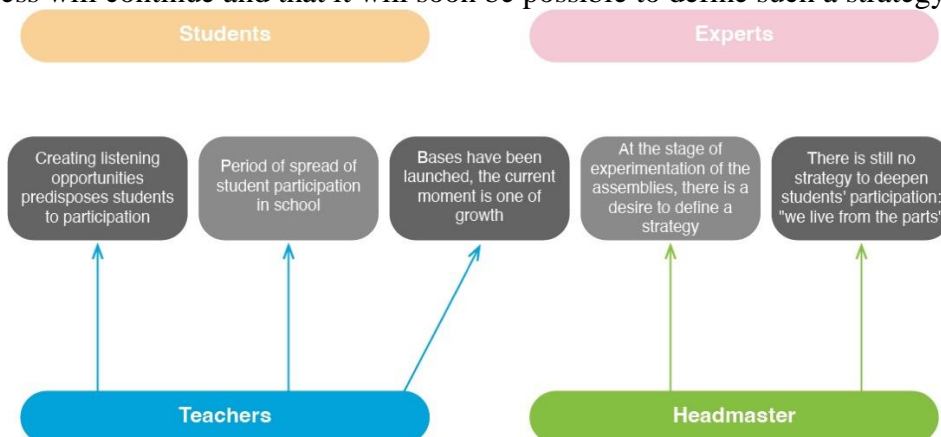 ess will continue and that it will soon be possible to define such a strategy
Students
Experts
Creating listening
opportunities
predisposes students
to participation
Period of spread of
student participation
in school
Bases have been
launched, the current
moment is one of
growth
At the stage of
experimentation of the
assemblies, there is a
desire to define a
strategy
There is still no
strategy to deepen
students' participation:
"we live from the parts"
Teachers
Headmaster